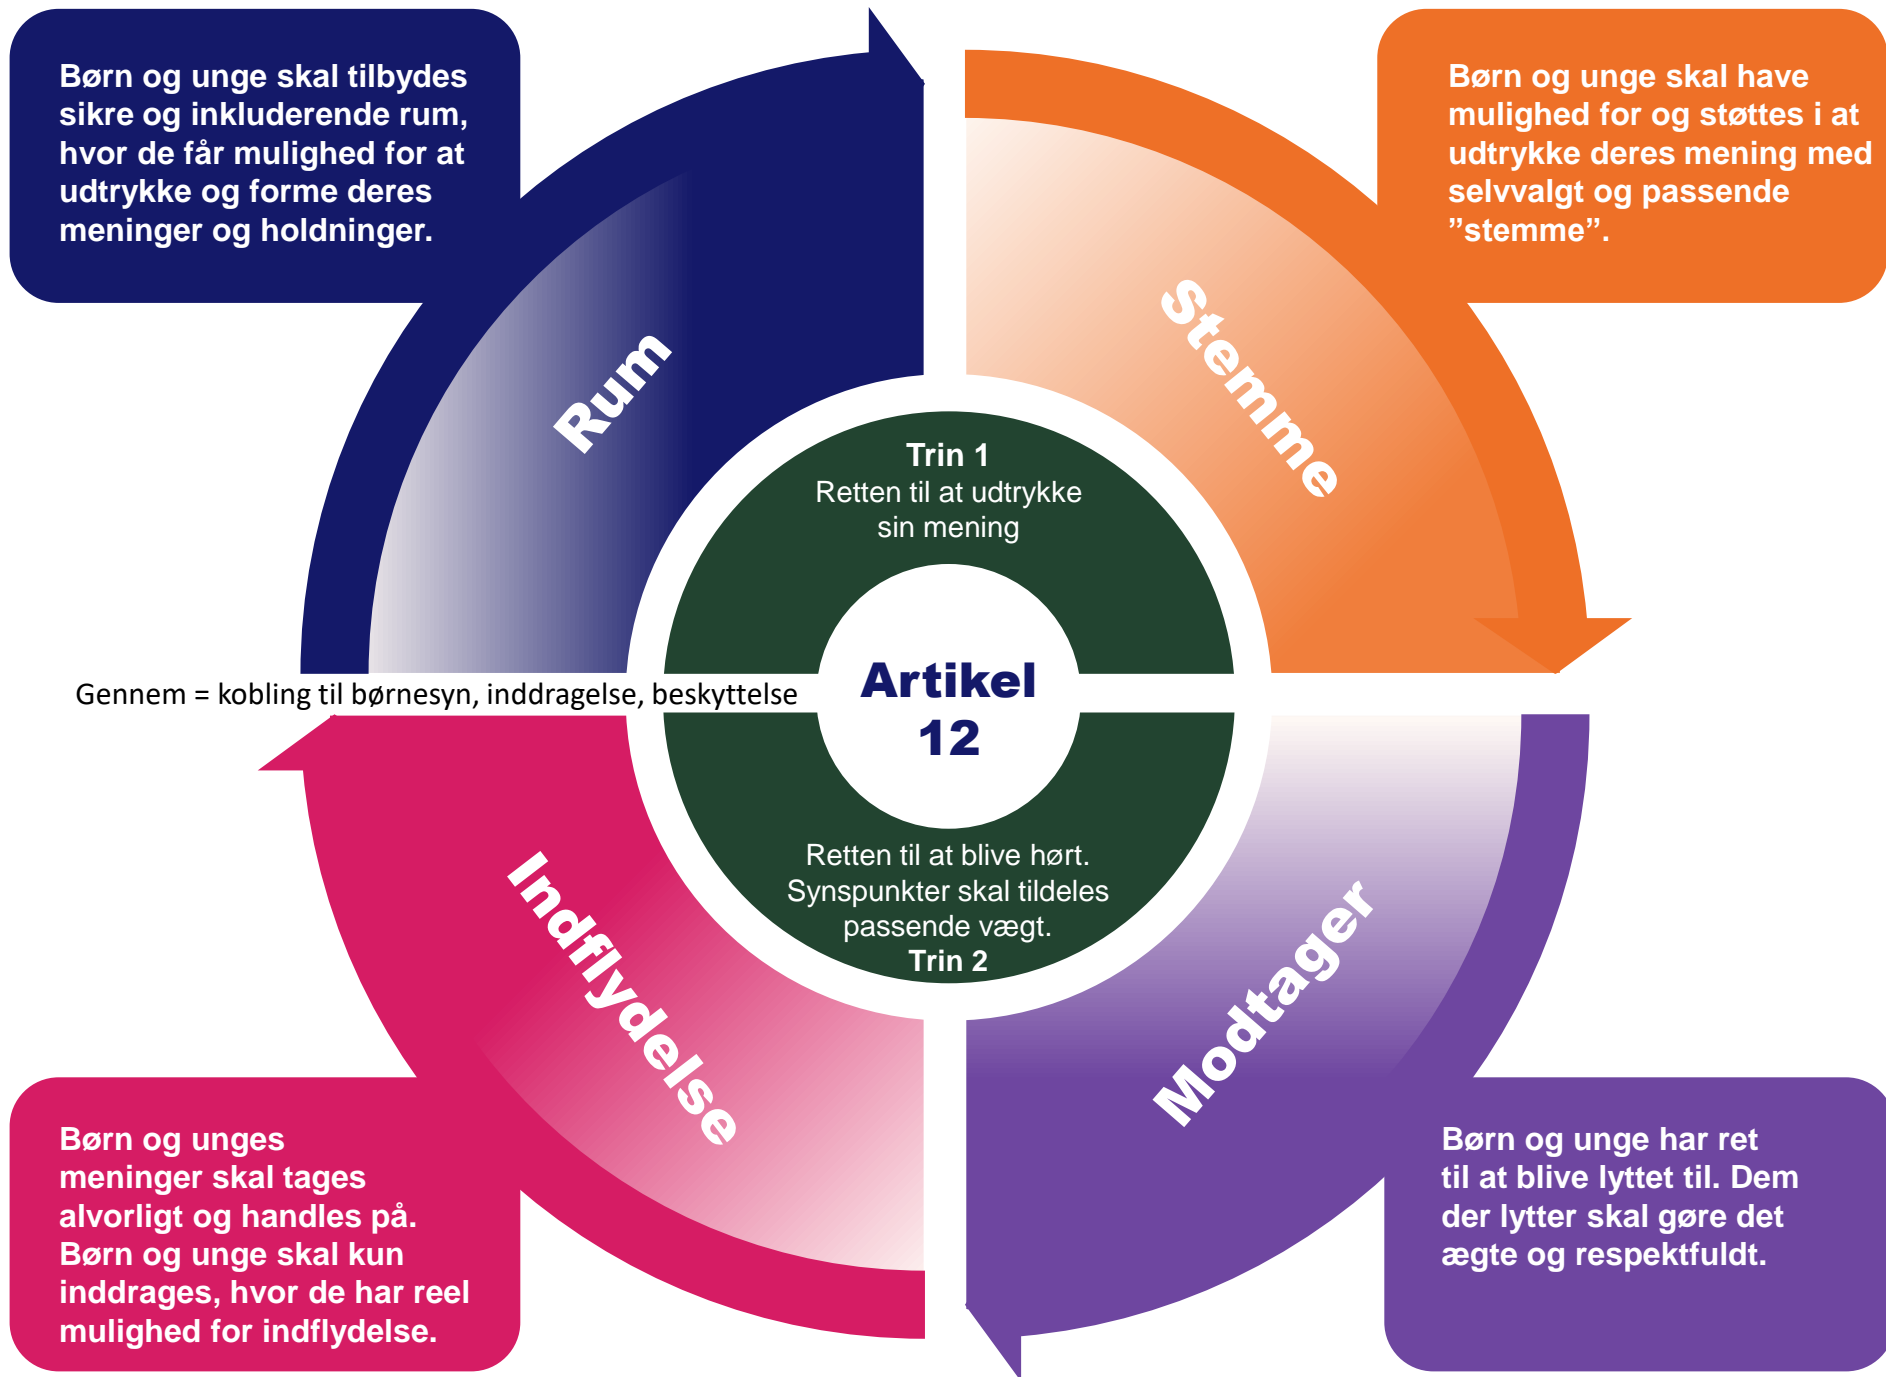 Børn og unge skal tilbydes
sikre og inkluderende rum,
hvor de får mulighed for at
udtrykke og forme deres
meninger og holdninger.
Børn og unge skal have
mulighed for og støttes i at
udtrykke deres mening med
selvvalgt og passende
”stemme”.
Rum
Stemme
Trin 1
Retten til at udtrykke
sin mening
Gennem = kobling til børnesyn, inddragelse, beskyttelse
Artikel
12
Retten til at blive hørt.
Synspunkter skal tildeles
passende vægt.
Trin 2
Indflydelse
Modtager
Børn og unges
meninger skal tages
alvorligt og handles på.
Børn og unge skal kun
inddrages, hvor de har reel
mulighed for indflydelse.
Børn og unge har ret
til at blive lyttet til. Dem
der lytter skal gøre det
ægte og respektfuldt.